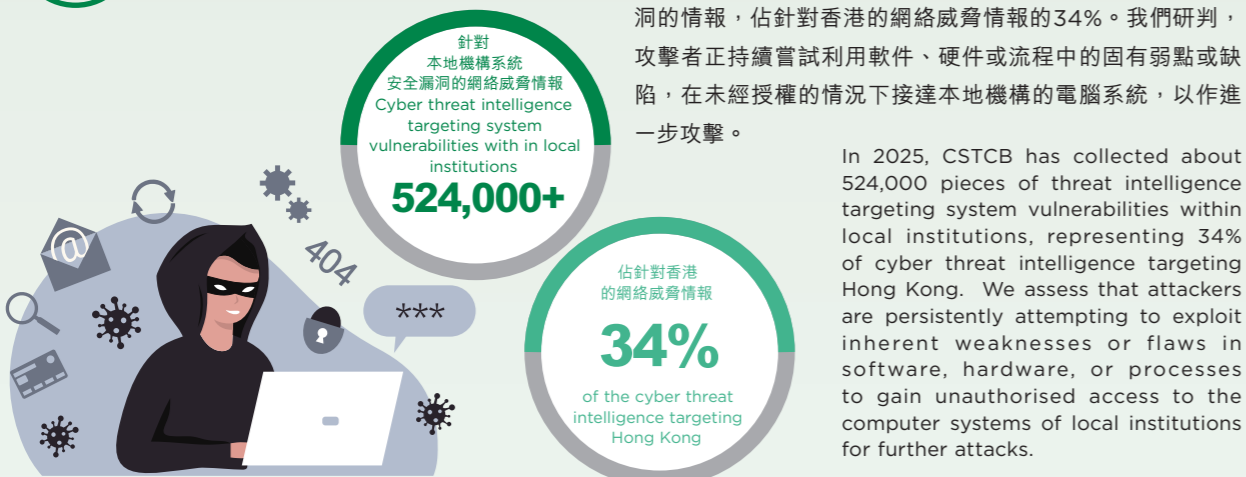 洞的情報，佔針對香港的網絡威脅情報的34%。我們研判，
攻擊者正持續嘗試利用軟件、硬件或流程中的固有弱點或缺
陷，在未經授權的情況下接達本地機構的電腦系統，以作進
一步攻擊。
針對
本地機構系統
安全漏洞的網絡威脅情報
Cyber threat intelligence
targeting system
vulnerabilities with in local
institutions
524,000+
@
404
***
佔針對香港
的網絡威脅情報
34%
of the cyber threat
intelligence targeting
Hong Kong
In 2025, CSTCB has collected about
524,000 pieces of threat intelligence
targeting system vulnerabilities within
local institutions, representing 34%
of cyber threat intelligence targeting
Hong Kong. We assess that attackers
are persistently attempting to exploit
inherent weaknesses or flaws in
software, hardware, or processes
to gain unauthorised access to the
computer systems of local institutions
for further attacks.